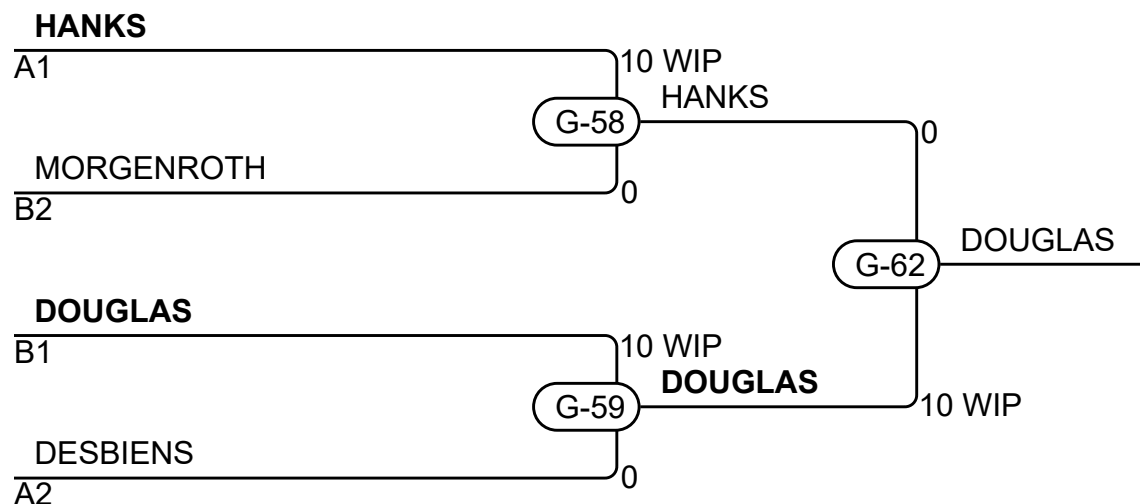 HANKS
A1
10 WIP
HANKS
G-58
0
MORGENROTH
B2
0
DOUGLAS
G-62
DOUGLAS
B1
10 WIP
DOUGLAS
G-59
10 WIP
DESBIENS
A2
0